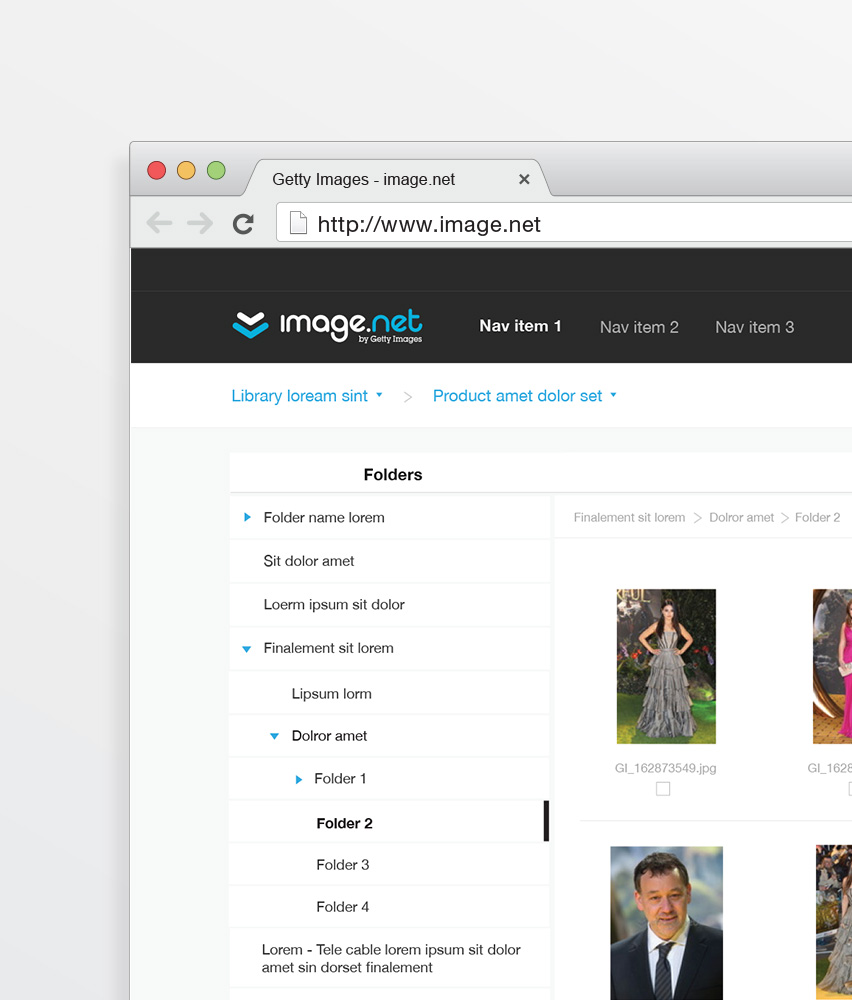 Getty Images - image.net
http://www.image.net
image.net
by Getty Images
Nav item 1
Nav item 2
Nav item 3
Library loream sint
Product amet dolor set
Folders
Folder name lorem
Sit dolor amet
Loerm ipsum sit dolor
Finalement sit lorem
Lipsum lorm
Dolror amet
Folder 1
Folder 2
Folder 3
Folder 4
Lorem - Tele cable lorem ipsum sit dolor
amet sin dorset finalement
Finalement sit lorem > Dolror amet > Folder 2
GI_162873549.jpg
GI_1628